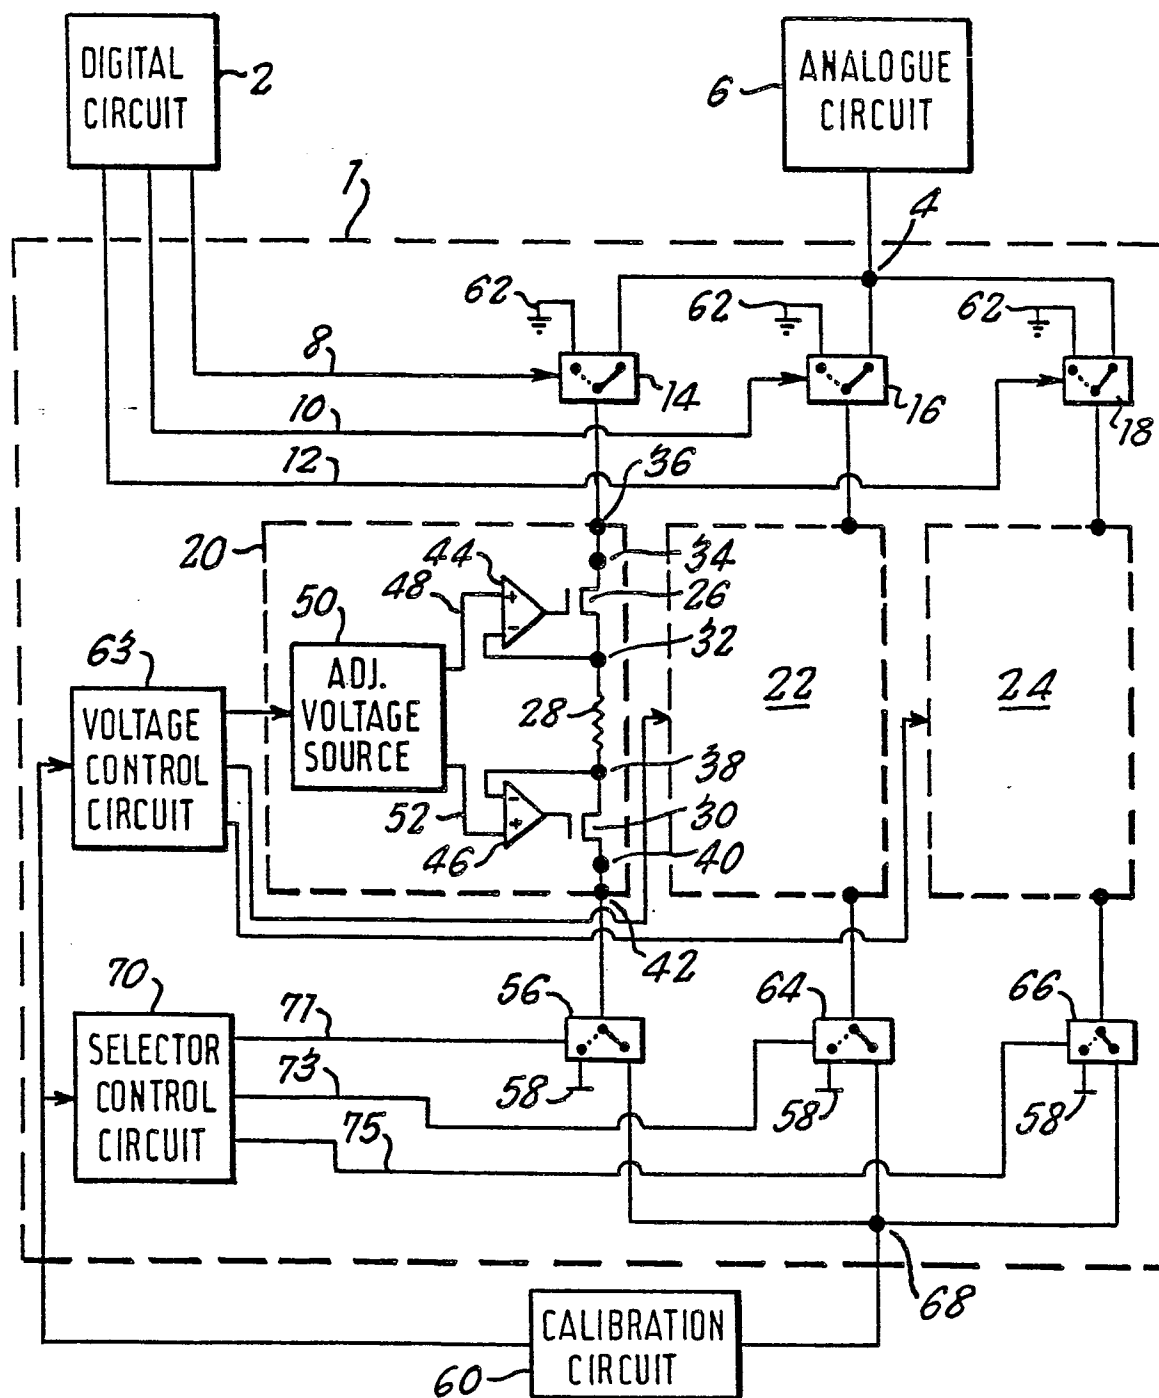 DIGITAL
CIRCUIT
2
ANALOGUE
CIRCUIT
6
1
4
62
62
62
8
14
16
18
10
12
36
20
44
34
48
26
50
32
63
ADJ.
VOLTAGE
SOURCE
22
24
28
VOLTAGE
CONTROL
CIRCUIT
38
52
30
46
40
42
70
71
56
64
66
SELECTOR
CONTROL
CIRCUIT
73
58
58
58
75
68
CALIBRATION
CIRCUIT
60